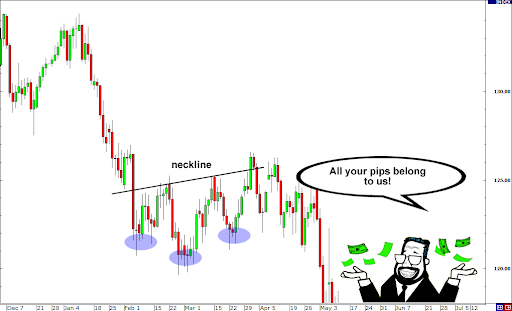 INDEX
130.00
neckline
All your pips belong
to us!
125.00
120.00
Dec 7 21 Jan 4 18 25 Feb 1 15 22 Mar 1 15 22 29 Apr 5 19 26 May 3 17 24 Jun 7 21 28 Jul 5 12